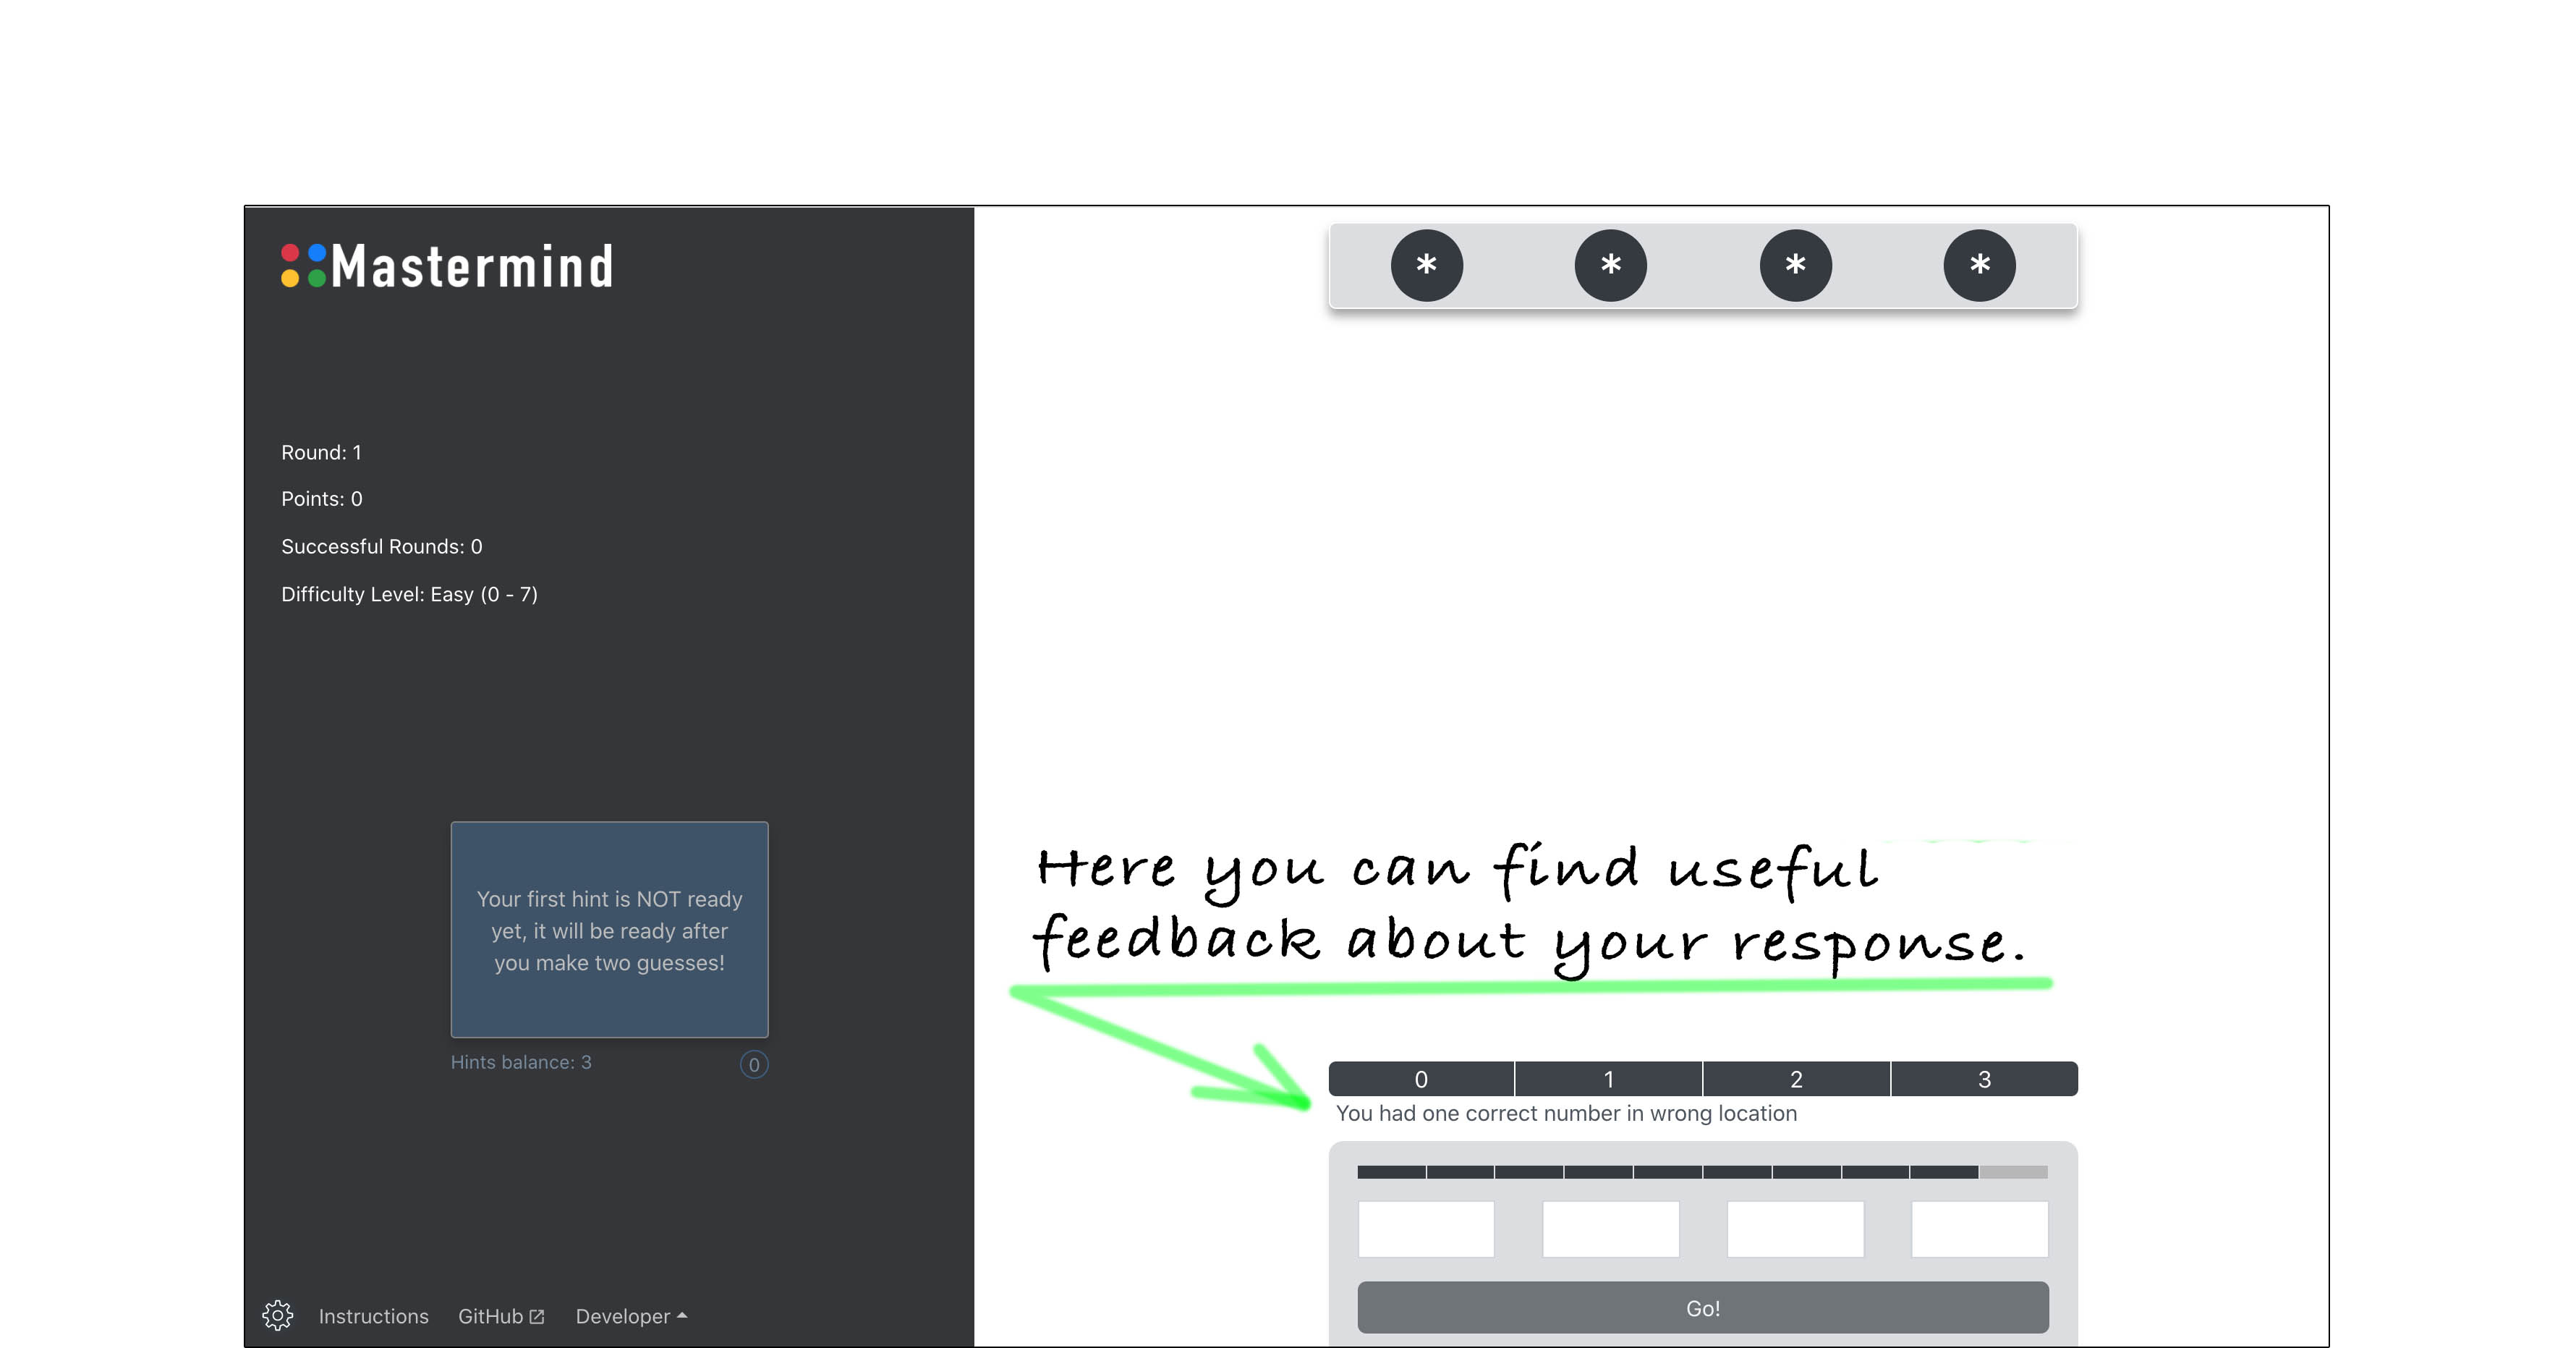 Mastermind
* * * *
Round: 1
Points: 0
Successful Rounds: 0
Difficulty Level: Easy (0 - 7)
Your first hint is NOT ready
yet, it will be ready after
you make two guesses!
Hints balance: 3 0
Here you can find useful
feedback about your response.
0 1 2 3
You had one correct number in wrong location
Go!
Instructions GitHub Developer